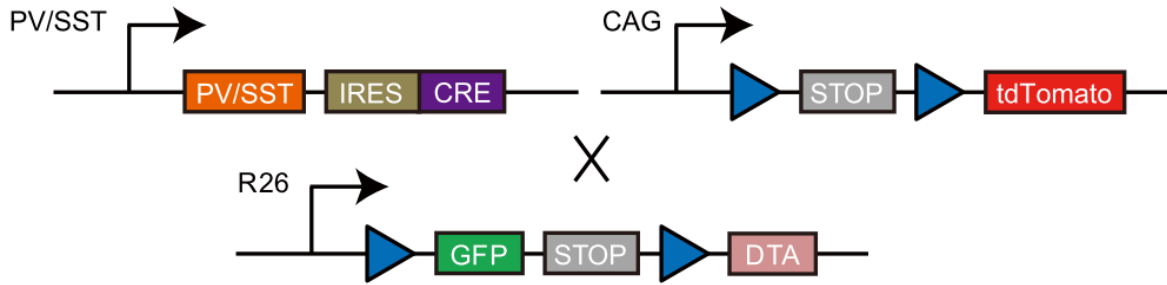 PV/SST CAG
PV/SST IRES CRE STOP tdTomato
R26
GFP STOP DTA